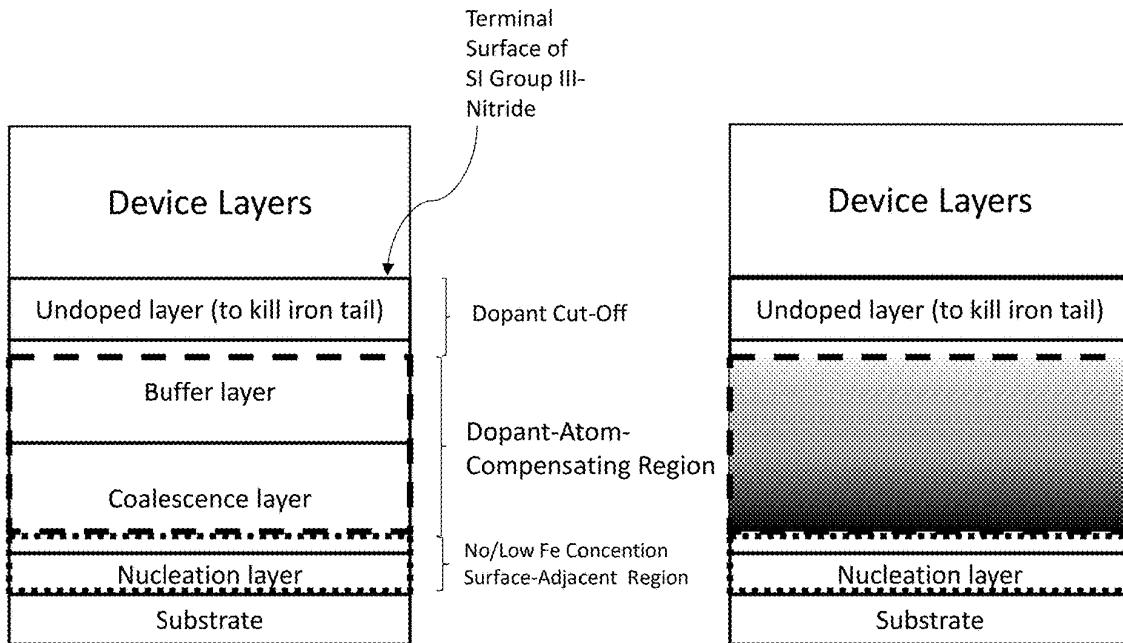 Terminal
Surface of
SI Group III-
Nitride
Device Layers
Undoped layer (to kill iron tail)
Buffer layer
Coalescence layer
Nucleation layer
Substrate
Dopant Cut-Off
Dopant-Atom-
Compensating Region
No/Low Fe Concention
Surface-Adjacent Region
Device Layers
Undoped layer (to kill iron tail)
Nucleation layer
Substrate